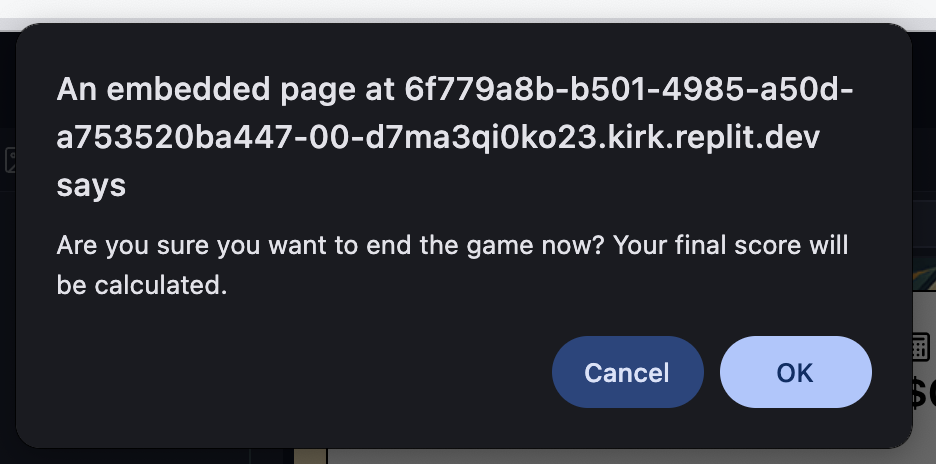 An embedded page at 6f779a8b-b501-4985-a50d-
a753520ba447-00-d7ma3qi0ko23.kirk.replit.dev
says
Are you sure you want to end the game now? Your final score will
be calculated.
Cancel
OK